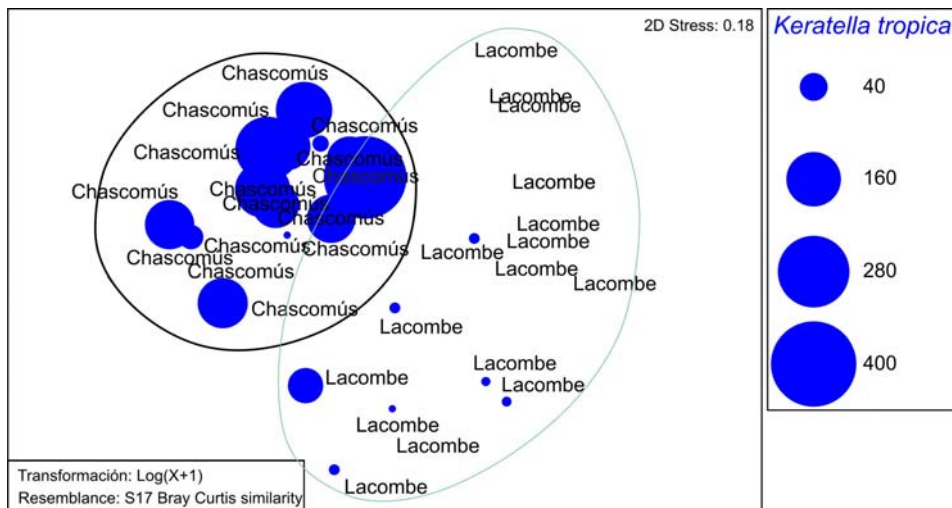 2D Stress: 0.18
Keratella tropica
40
160
280
400
Lacombe
Chascomús
Lacombe
Lacombe
Chascomús
Chascomús
Chascomús
Chascomús
Chascomús
Lacombe
Chascomús
Chascomús
Chascomús
Chascomús
Lacombe
Lacombe
Chascomús
Chascomús
Lacombe
Chascomús
Lacombe
Chascomús
Lacombe
Chascomús
Lacombe
Lacombe
Lacombe
Lacombe
Lacombe
Lacombe
Lacombe
Transformación: Log(X+1)
Resemblance: S17 Bray Curtis similarity